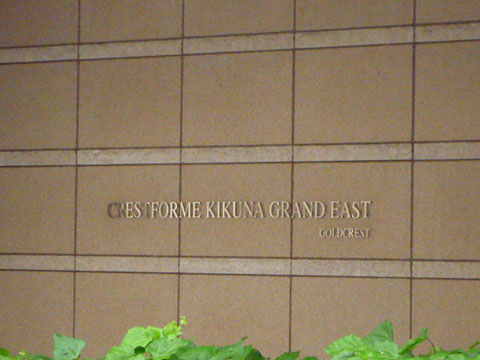 CRESTFORME KIKUNA GRAND EAST
GOLDCREST